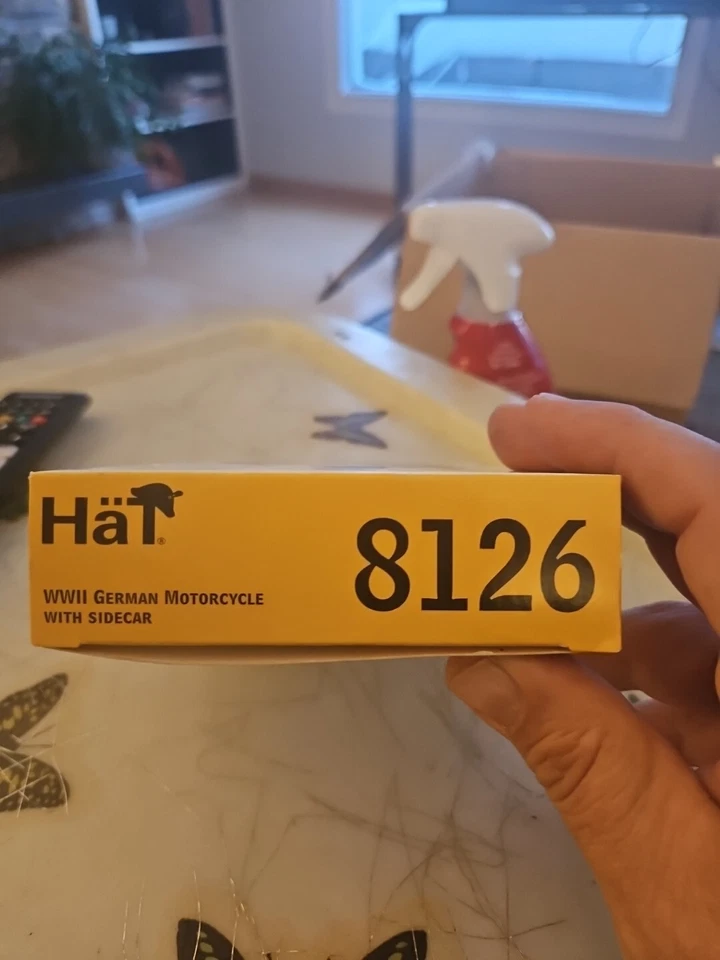 HäT®
8126
WWII German Motorcycle
with sidecar